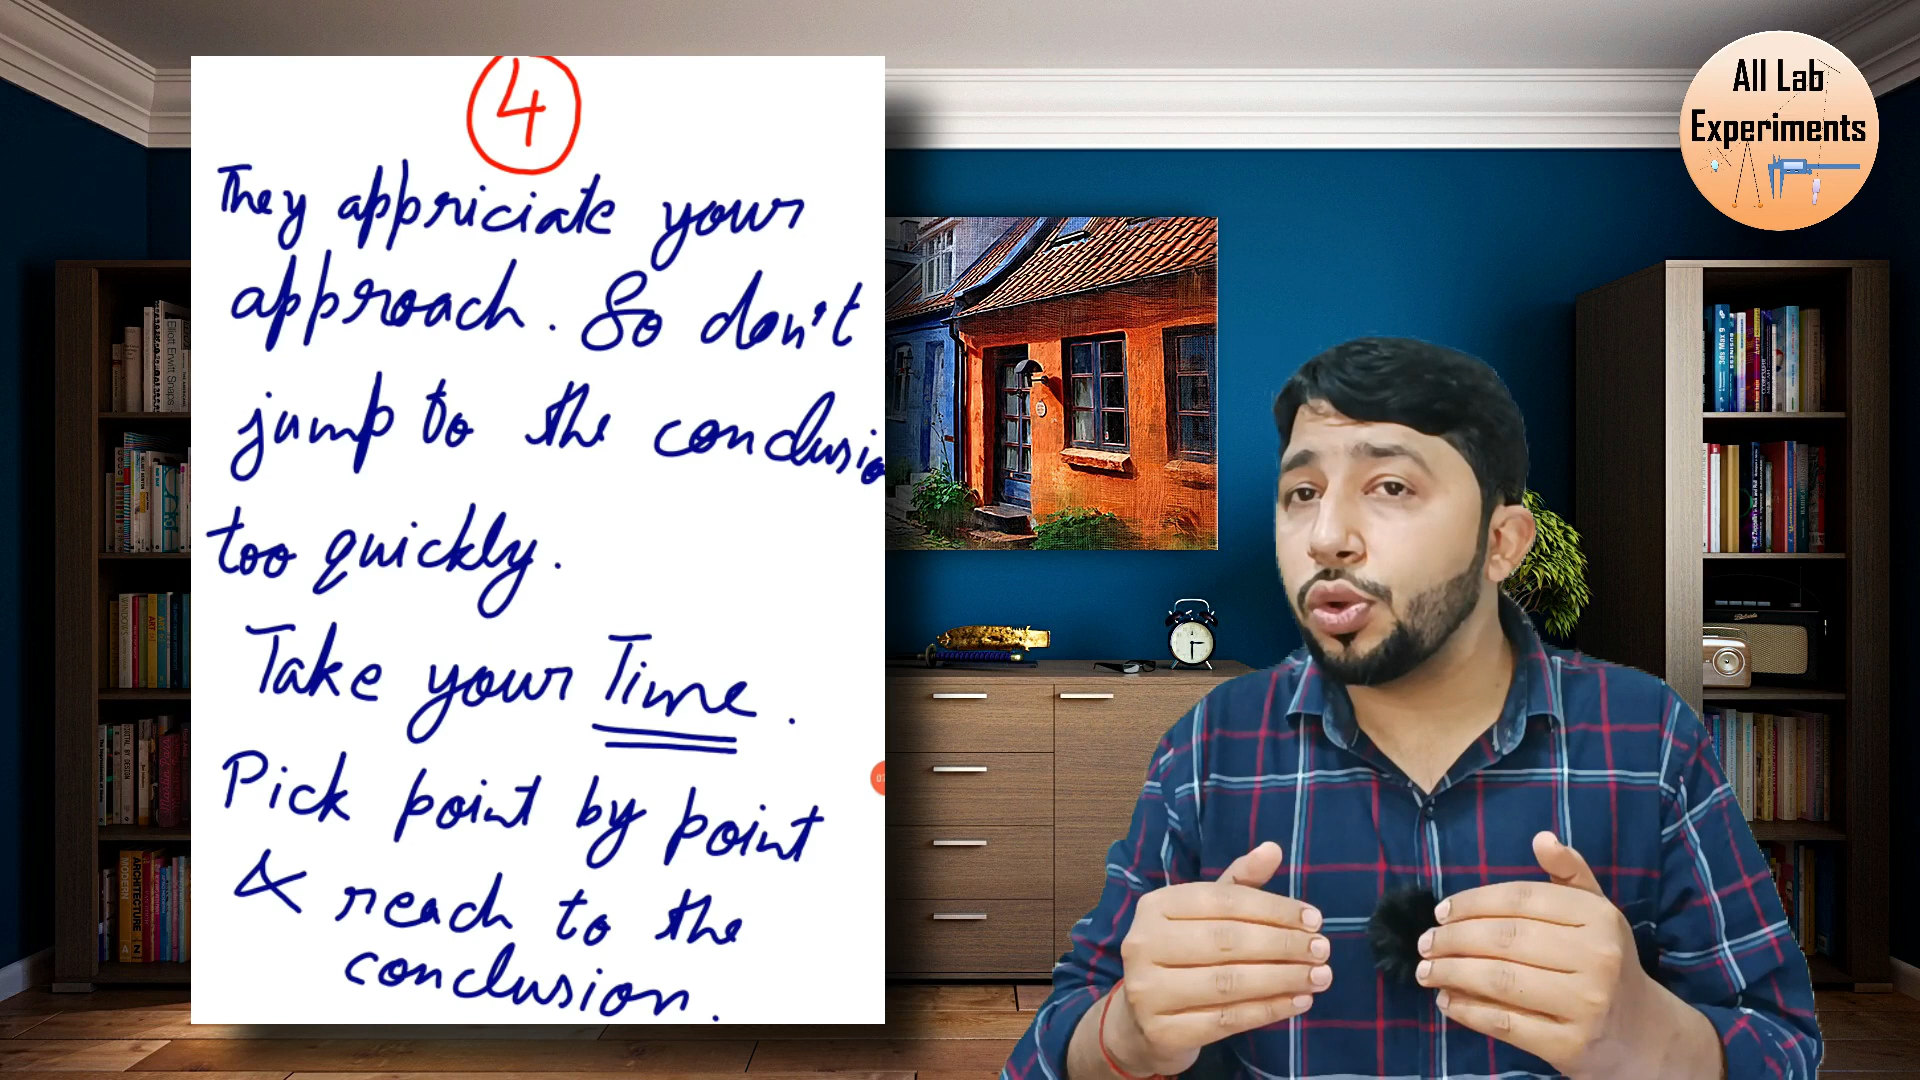 4
They appriciate your
approach. So don't
jump to the conclusio
too quickly.
Take your Time.
Pick point by point
& reach to the
conclusion.
All Lab
Experiments